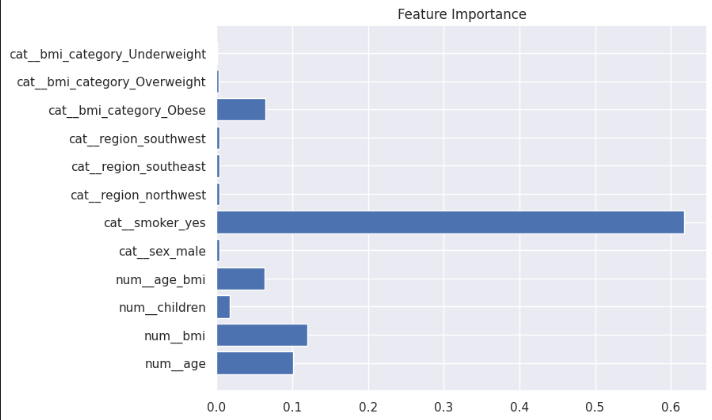 Feature Importance
cat__bmi_category_Underweight
cat__bmi_category_Overweight
cat__bmi_category_Obese
cat__region_southwest
cat__region_southeast
cat__region_northwest
cat__smoker_yes
cat__sex_male
num__age_bmi
num__children
num__bmi
num__age
0.0 0.1 0.2 0.3 0.4 0.5 0.6